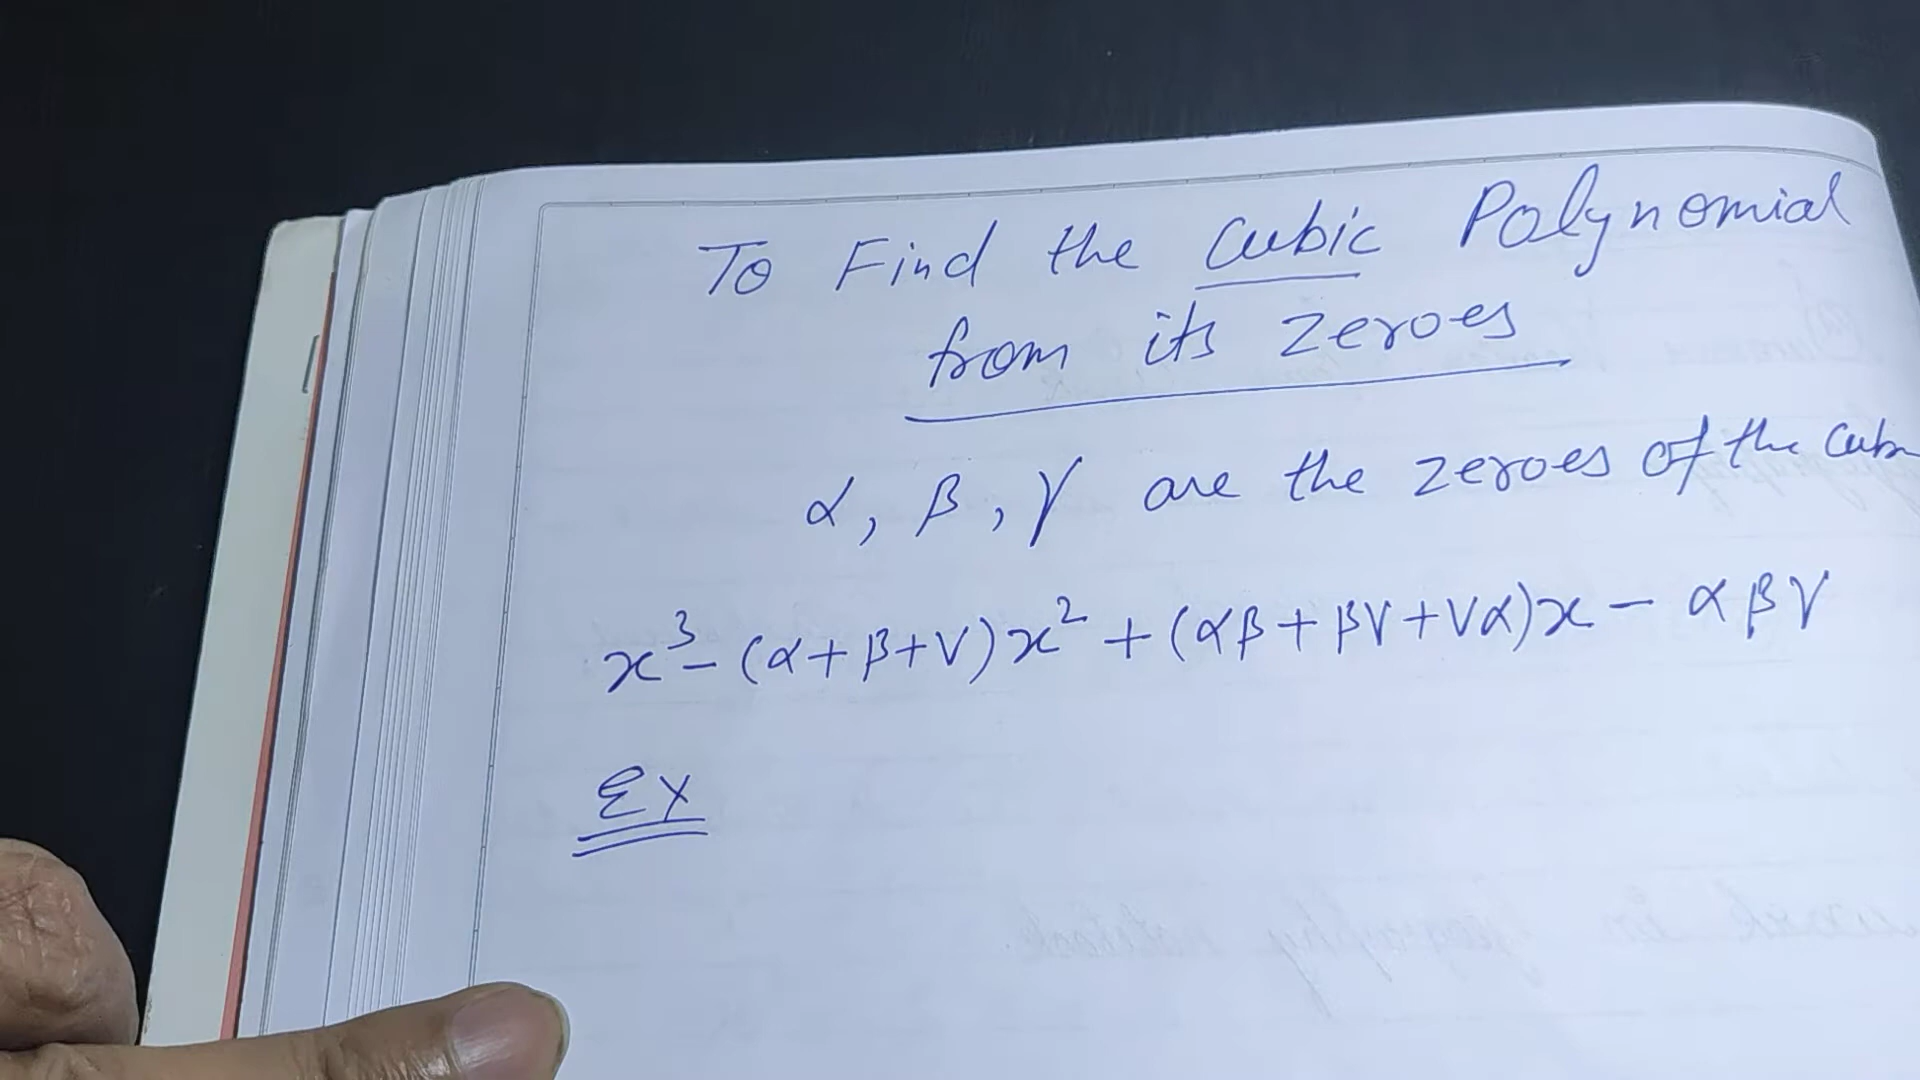 To Find the Cubic Polynomial
from its zeroes
α, β, γ are the zeroes of the
x³ - (α + β + γ) x² + (αβ + βγ + γα) x - αβγ
Ex